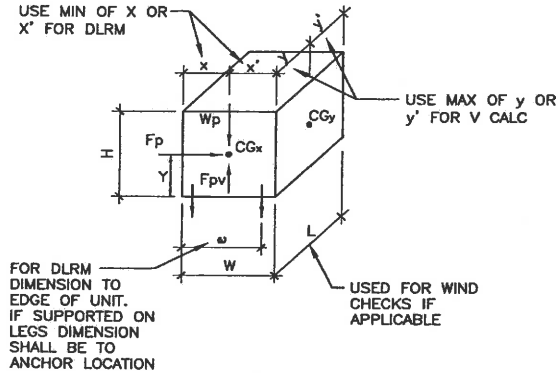 USE MIN OF X OR
X' FOR DLRM
x
x'
y
y'
USE MAX OF y OR
y' FOR V CALC
Wp
CGy
Fp
CGx
H
Y
Fpv
ω
L
W
FOR DLRM
DIMENSION TO
EDGE OF UNIT.
IF SUPPORTED ON
LEGS DIMENSION
SHALL BE TO
ANCHOR LOCATION
USED FOR WIND
CHECKS IF
APPLICABLE